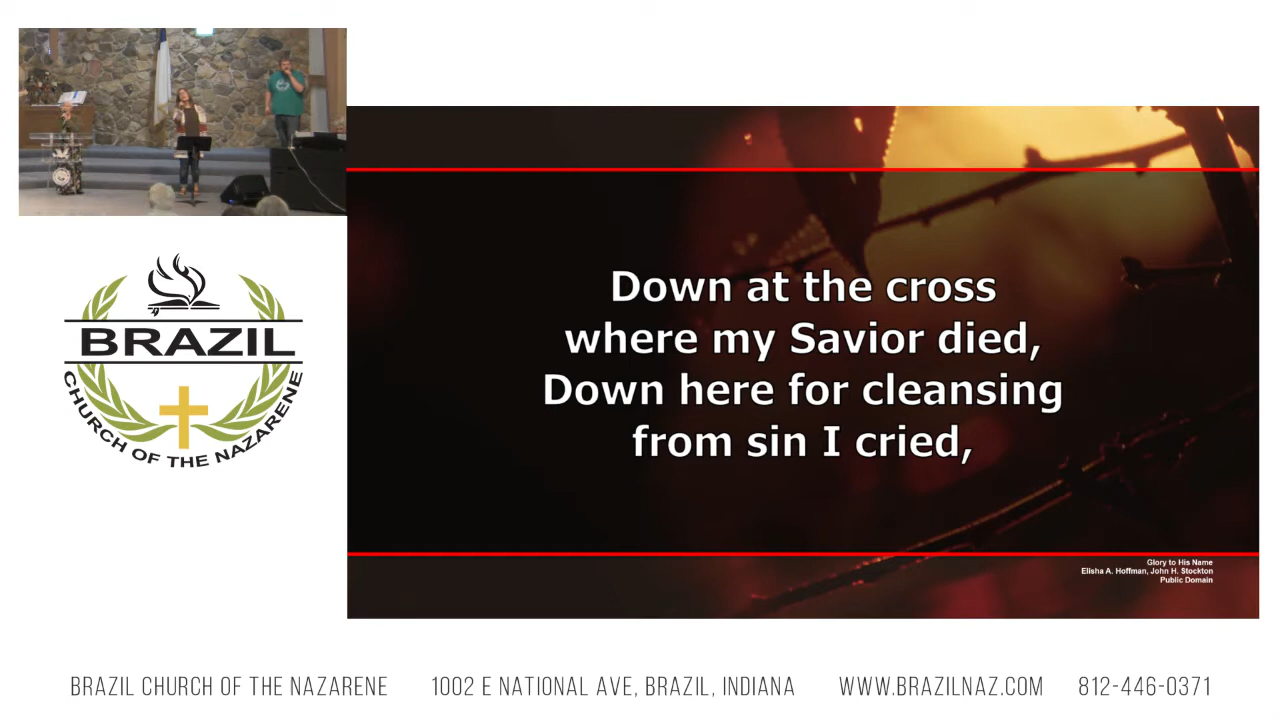 Down at the cross
where my Savior died,
Down here for cleansing
from sin I cried,
Glory to His Name
Elisha A. Hoffman, John H. Stockton
Public Domain
BRAZIL
CHURCH OF THE NAZARENE
BRAZIL CHURCH OF THE NAZARENE 1002 E NATIONAL AVE, BRAZIL, INDIANA WWW.BRAZILNAZ.COM 812-446-0371